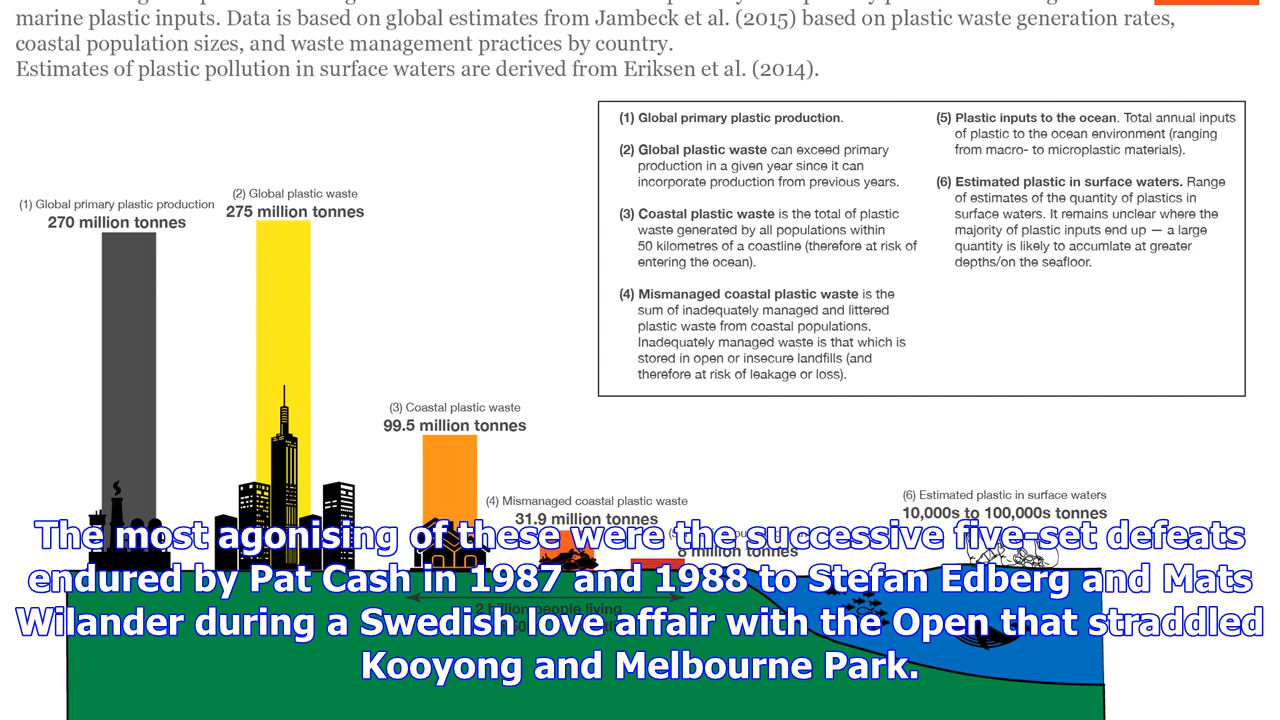 marine plastic inputs. Data is based on global estimates from Jambeck et al. (2015) based on plastic waste generation rates,
coastal population sizes, and waste management practices by country.
Estimates of plastic pollution in surface waters are derived from Eriksen et al. (2014).
(1) Global primary plastic production
270 million tonnes
(2) Global plastic waste
275 million tonnes
(3) Coastal plastic waste
99.5 million tonnes
(4) Mismanaged coastal plastic waste
31.9 million tonnes
8 million tonnes
(6) Estimated plastic in surface waters
10,000s to 100,000s tonnes
2 billion people living
(1) Global primary plastic production.
(2) Global plastic waste can exceed primary
production in a given year since it can
incorporate production from previous years.
(3) Coastal plastic waste is the total of plastic
waste generated by all populations within
50 kilometres of a coastline (therefore at risk of
entering the ocean).
(4) Mismanaged coastal plastic waste is the
sum of inadequately managed and littered
plastic waste from coastal populations.
Inadequately managed waste is that which is
stored in open or insecure landfills (and
therefore at risk of leakage or loss).
(5) Plastic inputs to the ocean. Total annual inputs
of plastic to the ocean environment (ranging
from macro- to microplastic materials).
(6) Estimated plastic in surface waters. Range
of estimates of the quantity of plastics in
surface waters. It remains unclear where the
majority of plastic inputs end up — a large
quantity is likely to accumlate at greater
depths/on the seafloor.
The most agonising of these were the successive five-set defeats
endured by Pat Cash in 1987 and 1988 to Stefan Edberg and Mats
Wilander during a Swedish love affair with the Open that straddled
Kooyong and Melbourne Park.